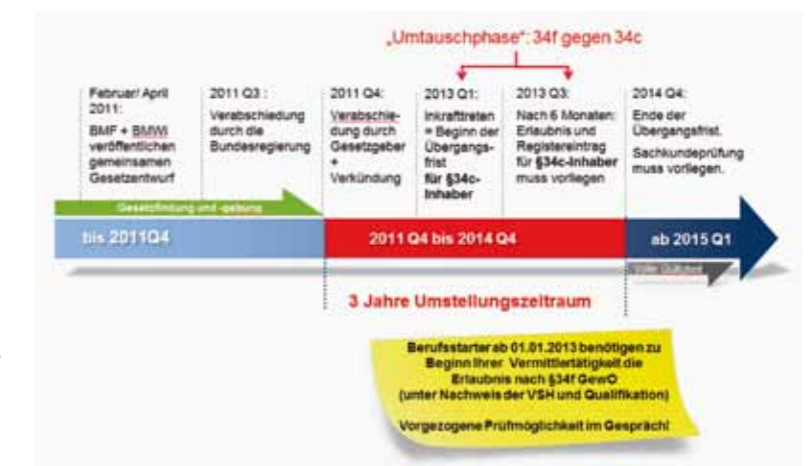 „Umtauschphase“: 34f gegen 34c
Februar/ April
2011:
BMF + BMWi
veröffentlichen
gemeinsamen
Gesetzentwurf
2011 Q3 :
Verabschiedung
durch die
Bundesregierung
2011 Q4:
Verabschie-
dung durch
Gesetzgeber
+
Verkündung
2013 Q1:
Inkrafttreten
= Beginn der
Übergangs-
frist
für §34c-
Inhaber
2013 Q3:
Nach 6 Monaten:
Erlaubnis und
Registereintrag
für §34c-Inhaber
muss vorliegen
2014 Q4:
Ende der
Übergangsfrist.
Sachkundeprüfung
muss vorliegen.
Gesetzfindung und -gebung
bis 2011Q4
2011 Q4 bis 2014 Q4
ab 2015 Q1
3 Jahre Umstellungszeitraum
Berufsstarter ab 01.01.2013 benötigen zu
Beginn Ihrer Vermittlertätigkeit die
Erlaubnis nach §34f GewO
(unter Nachweis der VSH und Qualifikation)
Vorgezogene Prüfmöglichkeit im Gespräch!